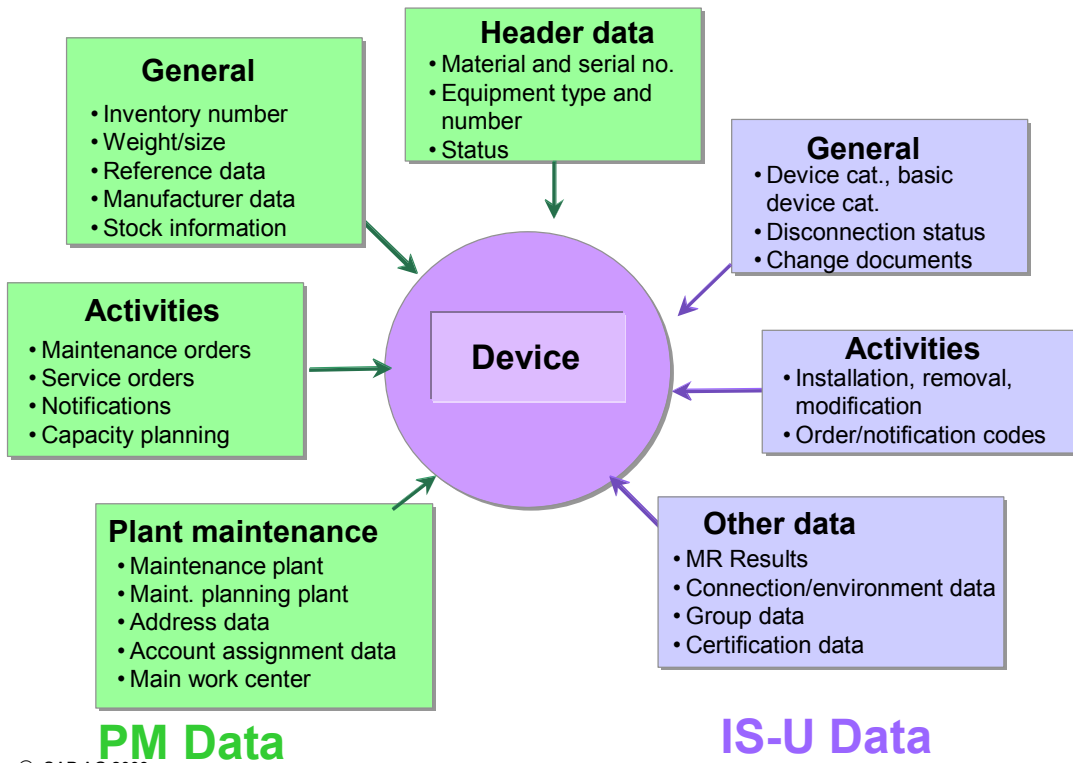 Header data
• Material and serial no.
• Equipment type and
number
• Status
General
• Inventory number
• Weight/size
• Reference data
• Manufacturer data
• Stock information
General
• Device cat., basic
device cat.
• Disconnection status
• Change documents
Activities
• Maintenance orders
• Service orders
• Notifications
• Capacity planning
Device
Activities
• Installation, removal,
modification
• Order/notification codes
Plant maintenance
• Maintenance plant
• Maint. planning plant
• Address data
• Account assignment data
• Main work center
Other data
• MR Results
• Connection/environment data
• Group data
• Certification data
PM Data
IS-U Data